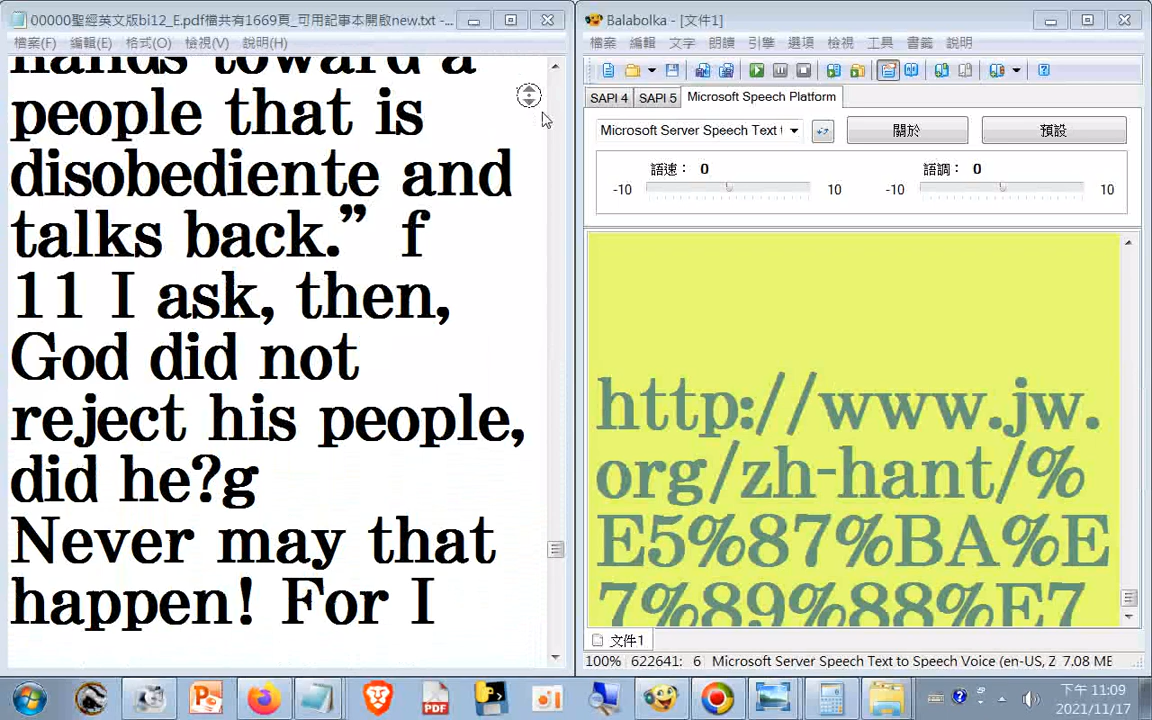 00000聖經英文版bi12_E.pdf檔共有1669頁_可用記事本開啟new.txt -...
檔案(F) 編輯(E) 格式(O) 檢視(V) 說明(H)
hands toward a
people that is
disobediente and
talks back.” f
11 I ask, then,
God did not
reject his people,
did he?g
Never may that
happen! For I
Balabolka - [文件1]
檔案 編輯 文字 朗讀 引擎 選項 檢視 工具 書籤 說明
SAPI 4 SAPI 5 Microsoft Speech Platform
Microsoft Server Speech Text t 關於 預設
語速： 0 語調： 0
-10 10 -10 10
http://www.jw.
org/zh-hant/%
E5%87%BA%E
7%89%88%E7
文件1
100% 622641: 6 Microsoft Server Speech Text to Speech Voice (en-US, Z 7.08 ME
PDF
下午 11:09
2021/11/17